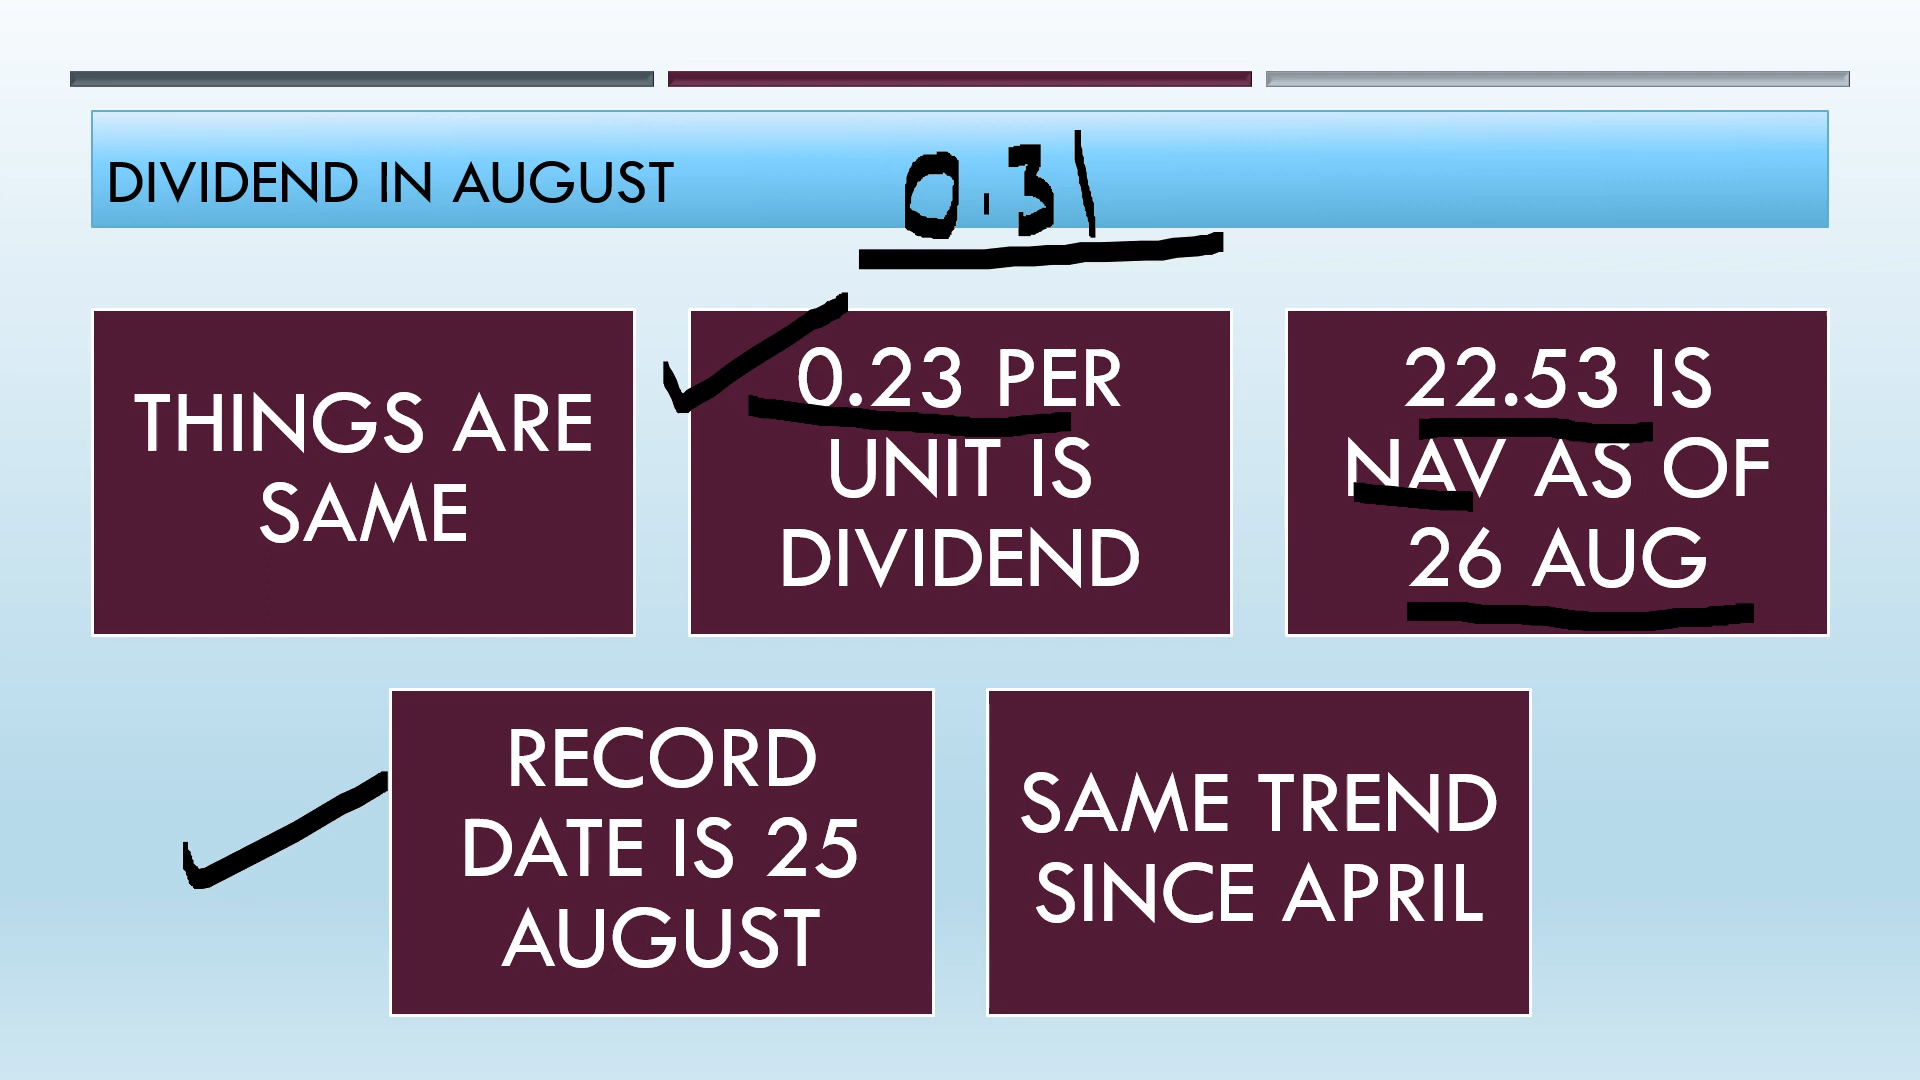 DIVIDEND IN AUGUST
0.31
THINGS ARE
SAME
0.23 PER
UNIT IS
DIVIDEND
22.53 IS
NAV AS OF
26 AUG
RECORD
DATE IS 25
AUGUST
SAME TREND
SINCE APRIL